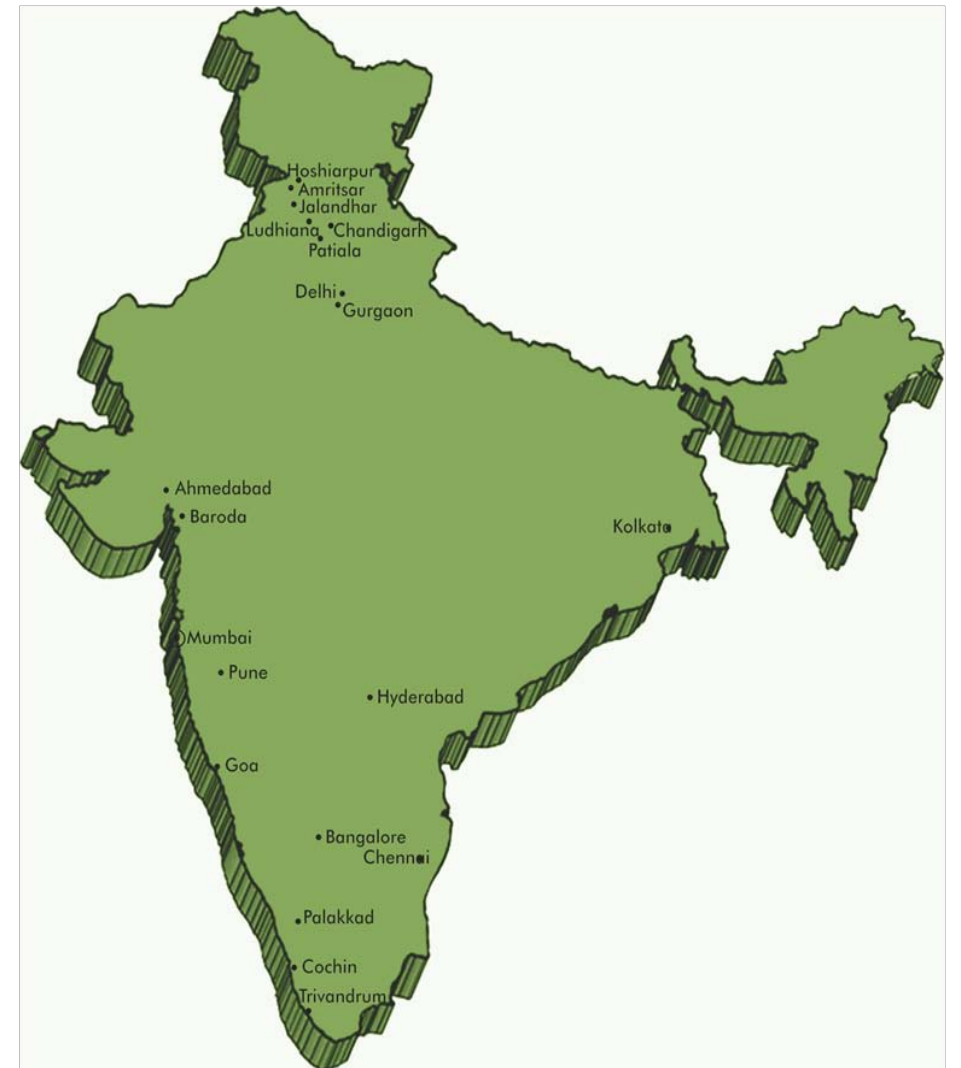 Hoshiarpur
Amritsar
Jalandhar
Ludhiana
Chandigarh
Patiala
Delhi
Gurgaon
Ahmedabad
Baroda
Kolkata
Mumbai
Pune
Hyderabad
Goa
Bangalore
Chennai
Palakkad
Cochin
Trivandrum